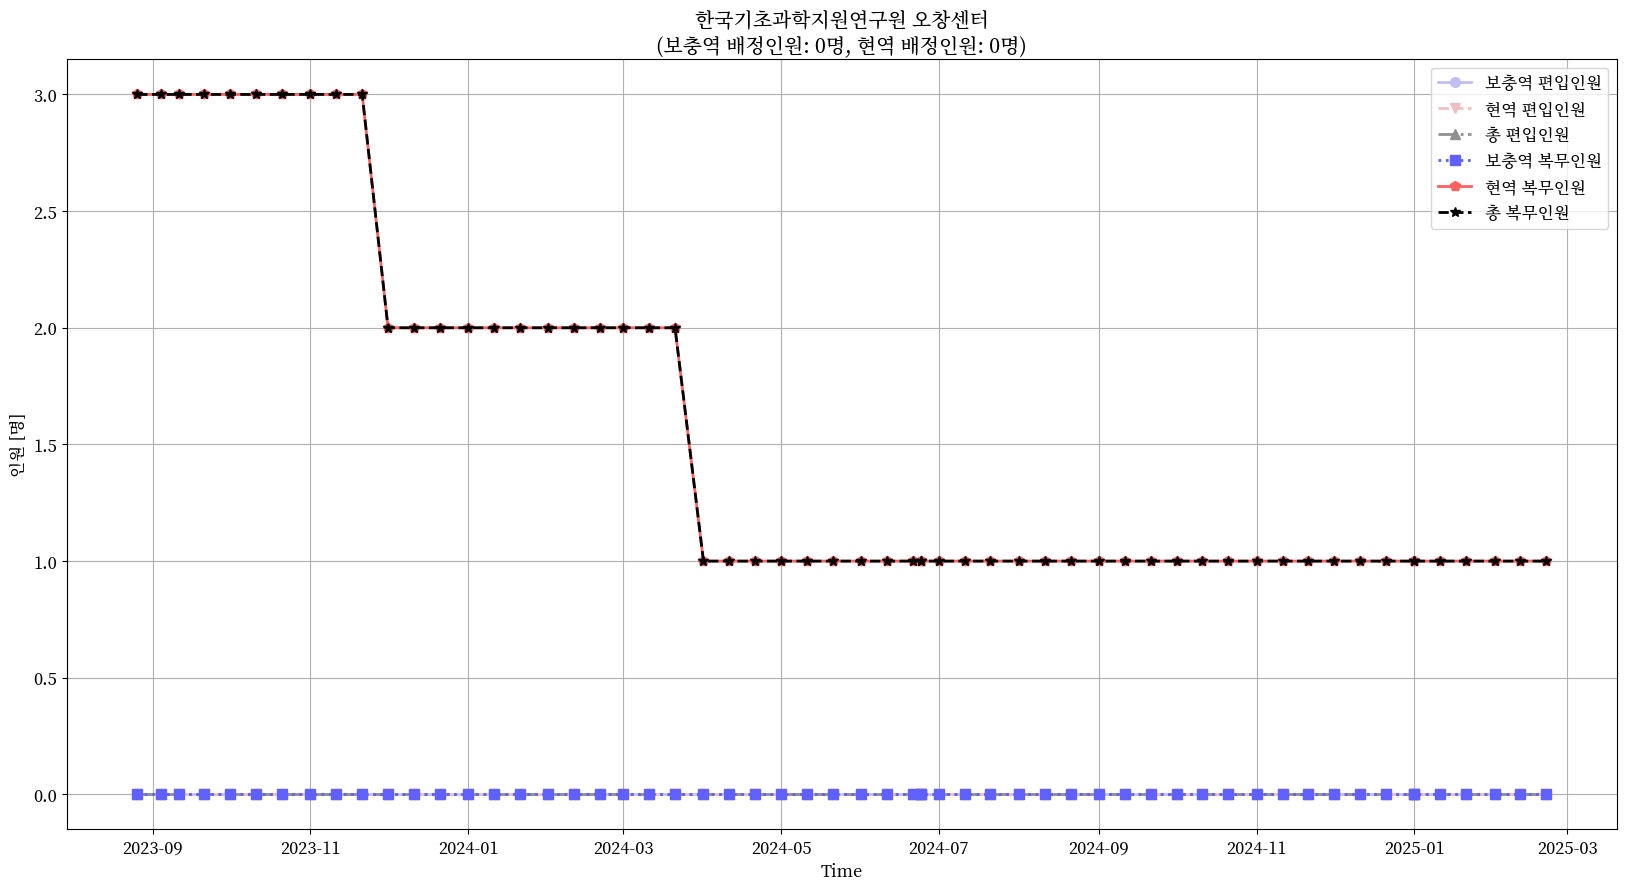 한국기초과학지원연구원 오창센터
(보충역 배정인원: 0명, 현역 배정인원: 0명)
보충역 편입인원
현역 편입인원
총 편입인원
보충역 복무인원
현역 복무인원
총 복무인원
인원 [명]
3.0
2.5
2.0
1.5
1.0
0.5
0.0
2023-09
2023-11
2024-01
2024-03
2024-05
2024-07
2024-09
2024-11
2025-01
2025-03
Time